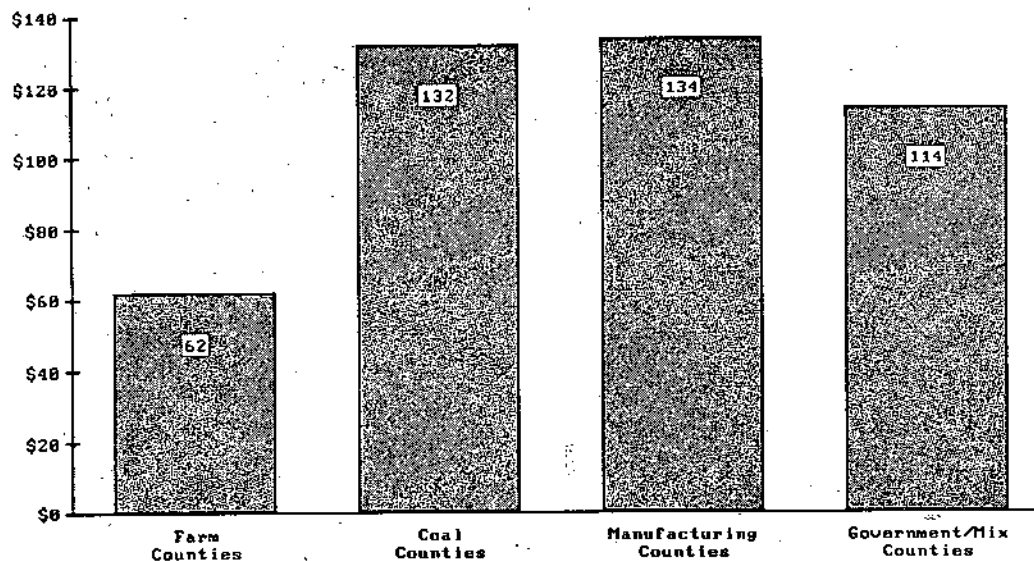 $140
$120
$100
$80
$60
$40
$20
$0
62
132
134
114
Farm
Counties
Coal
Counties
Manufacturing
Counties
Government/Mix
Counties